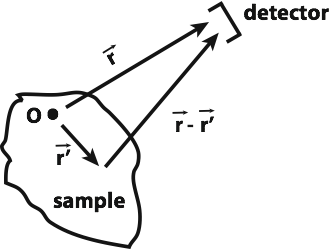 detector
r⃗
O
r⃗ - r⃗′
r⃗′
sample